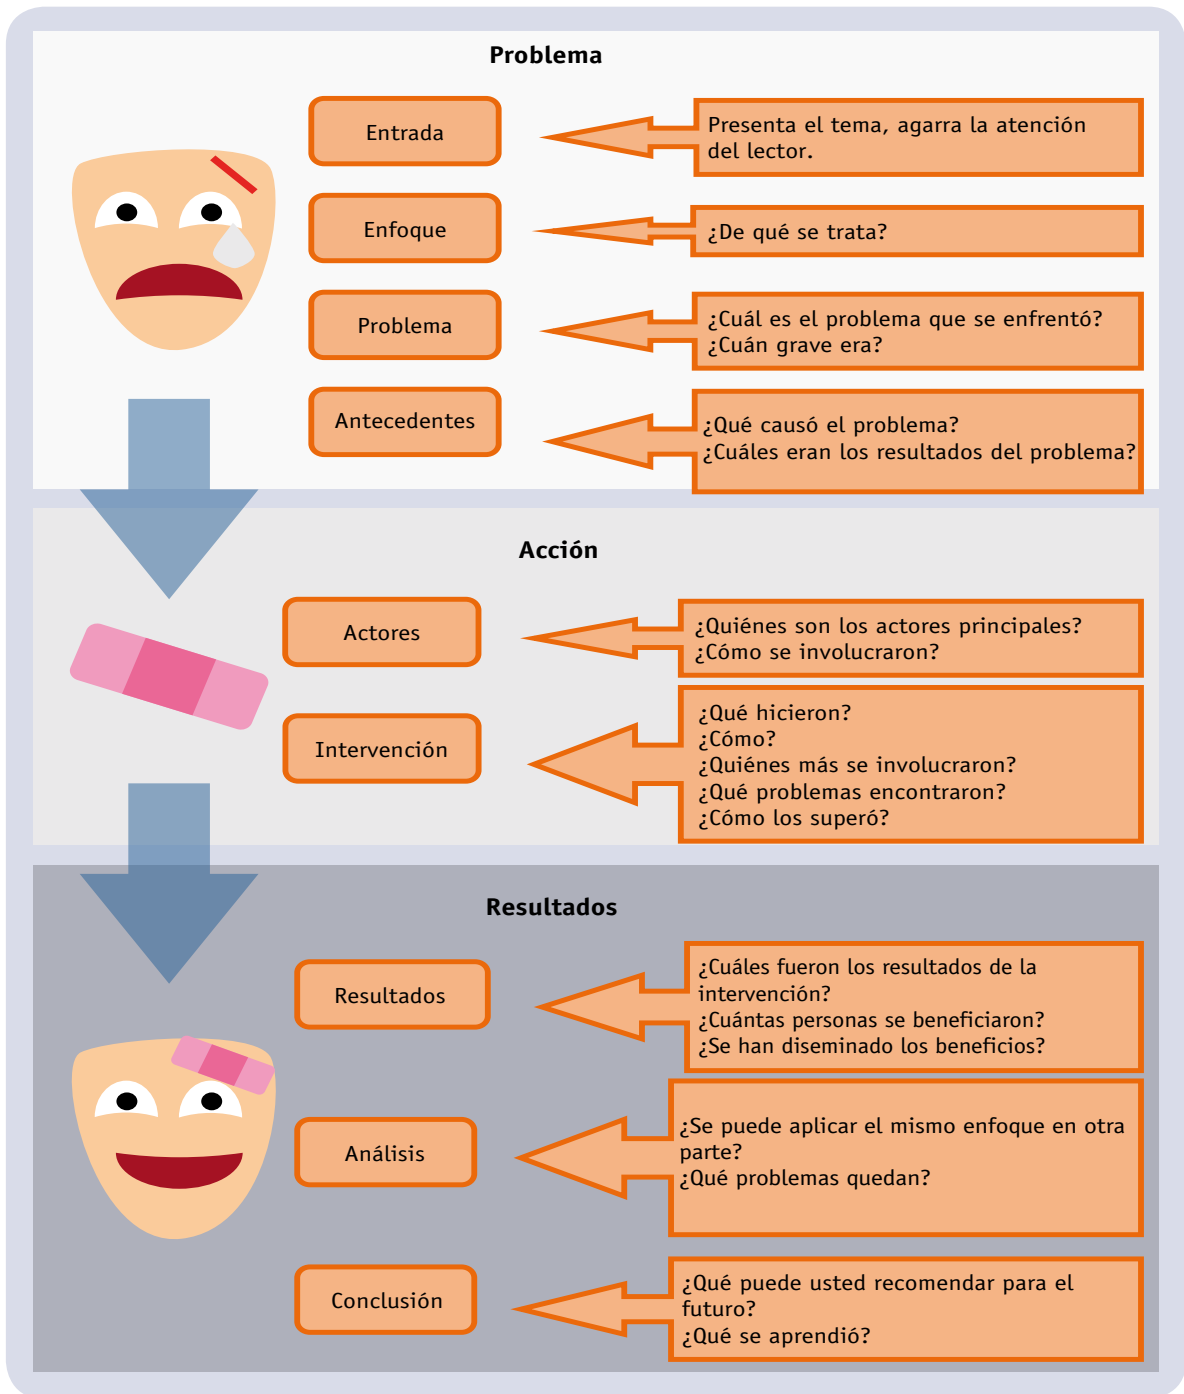 Problema
Entrada
Presenta el tema, agarra la atención
del lector.
Enfoque
¿De qué se trata?
Problema
¿Cuál es el problema que se enfrentó?
¿Cuán grave era?
Antecedentes
¿Qué causó el problema?
¿Cuáles eran los resultados del problema?
Acción
Actores
¿Quiénes son los actores principales?
¿Cómo se involucraron?
Intervención
¿Qué hicieron?
¿Cómo?
¿Quiénes más se involucraron?
¿Qué problemas encontraron?
¿Cómo los superó?
Resultados
Resultados
¿Cuáles fueron los resultados de la
intervención?
¿Cuántas personas se beneficiaron?
¿Se han diseminado los beneficios?
Análisis
¿Se puede aplicar el mismo enfoque en otra
parte?
¿Qué problemas quedan?
Conclusión
¿Qué puede usted recomendar para el
futuro?
¿Qué se aprendió?